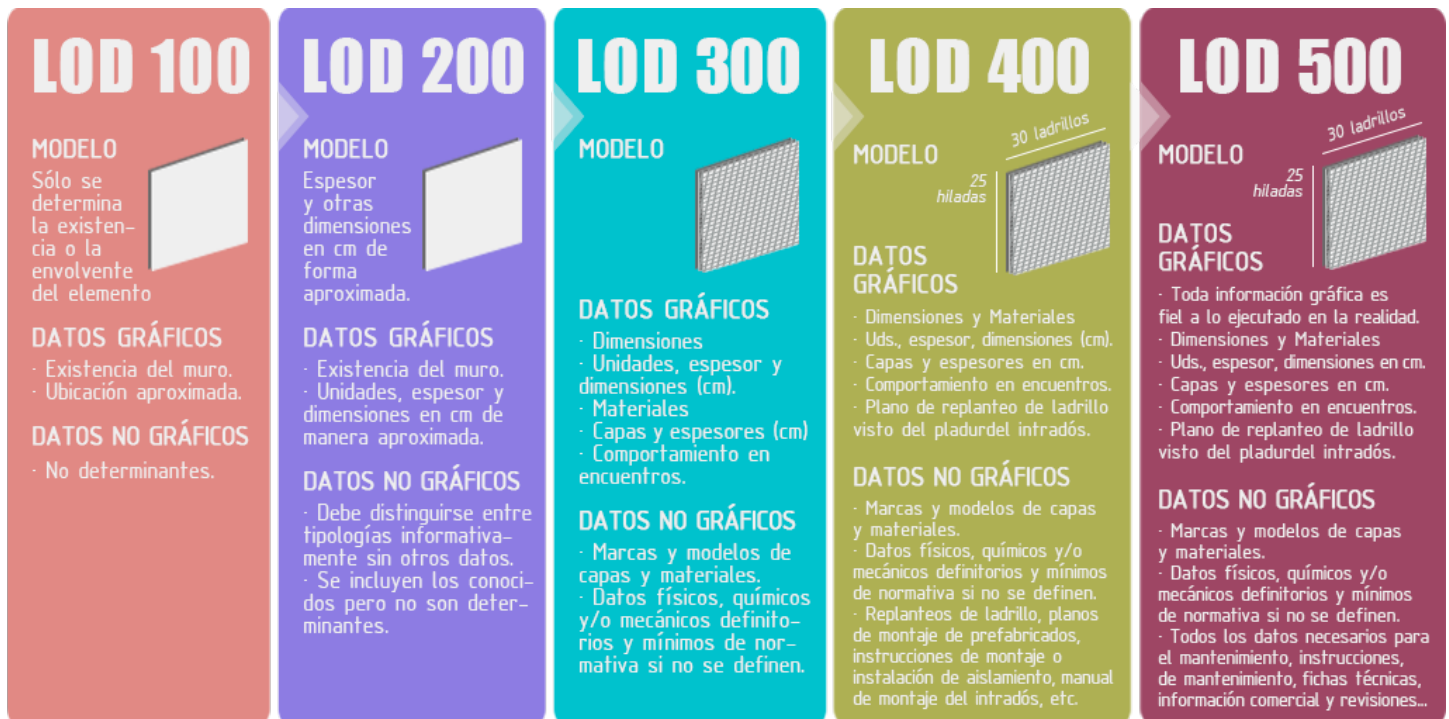 LOD 100
MODELO
Sólo se
determina
la existen-
cia o la
envolvente
del elemento
DATOS GRÁFICOS
· Existencia del muro.
· Ubicación aproximada.
DATOS NO GRÁFICOS
· No determinantes.
LOD 200
MODELO
Espesor
y otras
dimensiones
en cm de
forma
aproximada.
DATOS GRÁFICOS
· Existencia del muro.
· Unidades, espesor y
dimensiones en cm de
manera aproximada.
DATOS NO GRÁFICOS
· Debe distinguirse entre
tipologías informativa-
mente sin otros datos.
· Se incluyen los conoci-
dos pero no son deter-
minantes.
LOD 300
MODELO
DATOS GRÁFICOS
· Dimensiones
· Unidades, espesor y
dimensiones (cm).
· Materiales
· Capas y espesores (cm)
· Comportamiento en
encuentros.
DATOS NO GRÁFICOS
· Marcas y modelos de
capas y materiales.
· Datos físicos, químicos
y/o mecánicos definito-
rios y mínimos de nor-
mativa si no se definen.
LOD 400
30 ladrillos
MODELO
25
hiladas
DATOS
GRÁFICOS
· Dimensiones y Materiales
· Uds., espesor, dimensiones (cm).
· Capas y espesores en cm.
· Comportamiento en encuentros.
· Plano de replanteo de ladrillo
visto del pladurdel intradós.
DATOS NO GRÁFICOS
· Marcas y modelos de capas
y materiales.
· Datos físicos, químicos y/o
mecánicos definitorios y mínimos
de normativa si no se definen.
· Replanteos de ladrillo, planos
de montaje de prefabricados,
instrucciones de montaje o
instalación de aislamiento, manual
de montaje del intradós, etc.
LOD 500
30 ladrillos
MODELO
25
hiladas
DATOS
GRÁFICOS
· Toda información gráfica es
fiel a lo ejecutado en la realidad.
· Dimensiones y Materiales
· Uds., espesor, dimensiones en cm.
· Capas y espesores en cm.
· Comportamiento en encuentros.
· Plano de replanteo de ladrillo
visto del pladurdel intradós.
DATOS NO GRÁFICOS
· Marcas y modelos de capas
y materiales.
· Datos físicos, químicos y/o
mecánicos definitorios y mínimos
de normativa si no se definen.
· Todos los datos necesarios para
el mantenimiento, instrucciones,
de mantenimiento, fichas técnicas,
información comercial y revisiones...